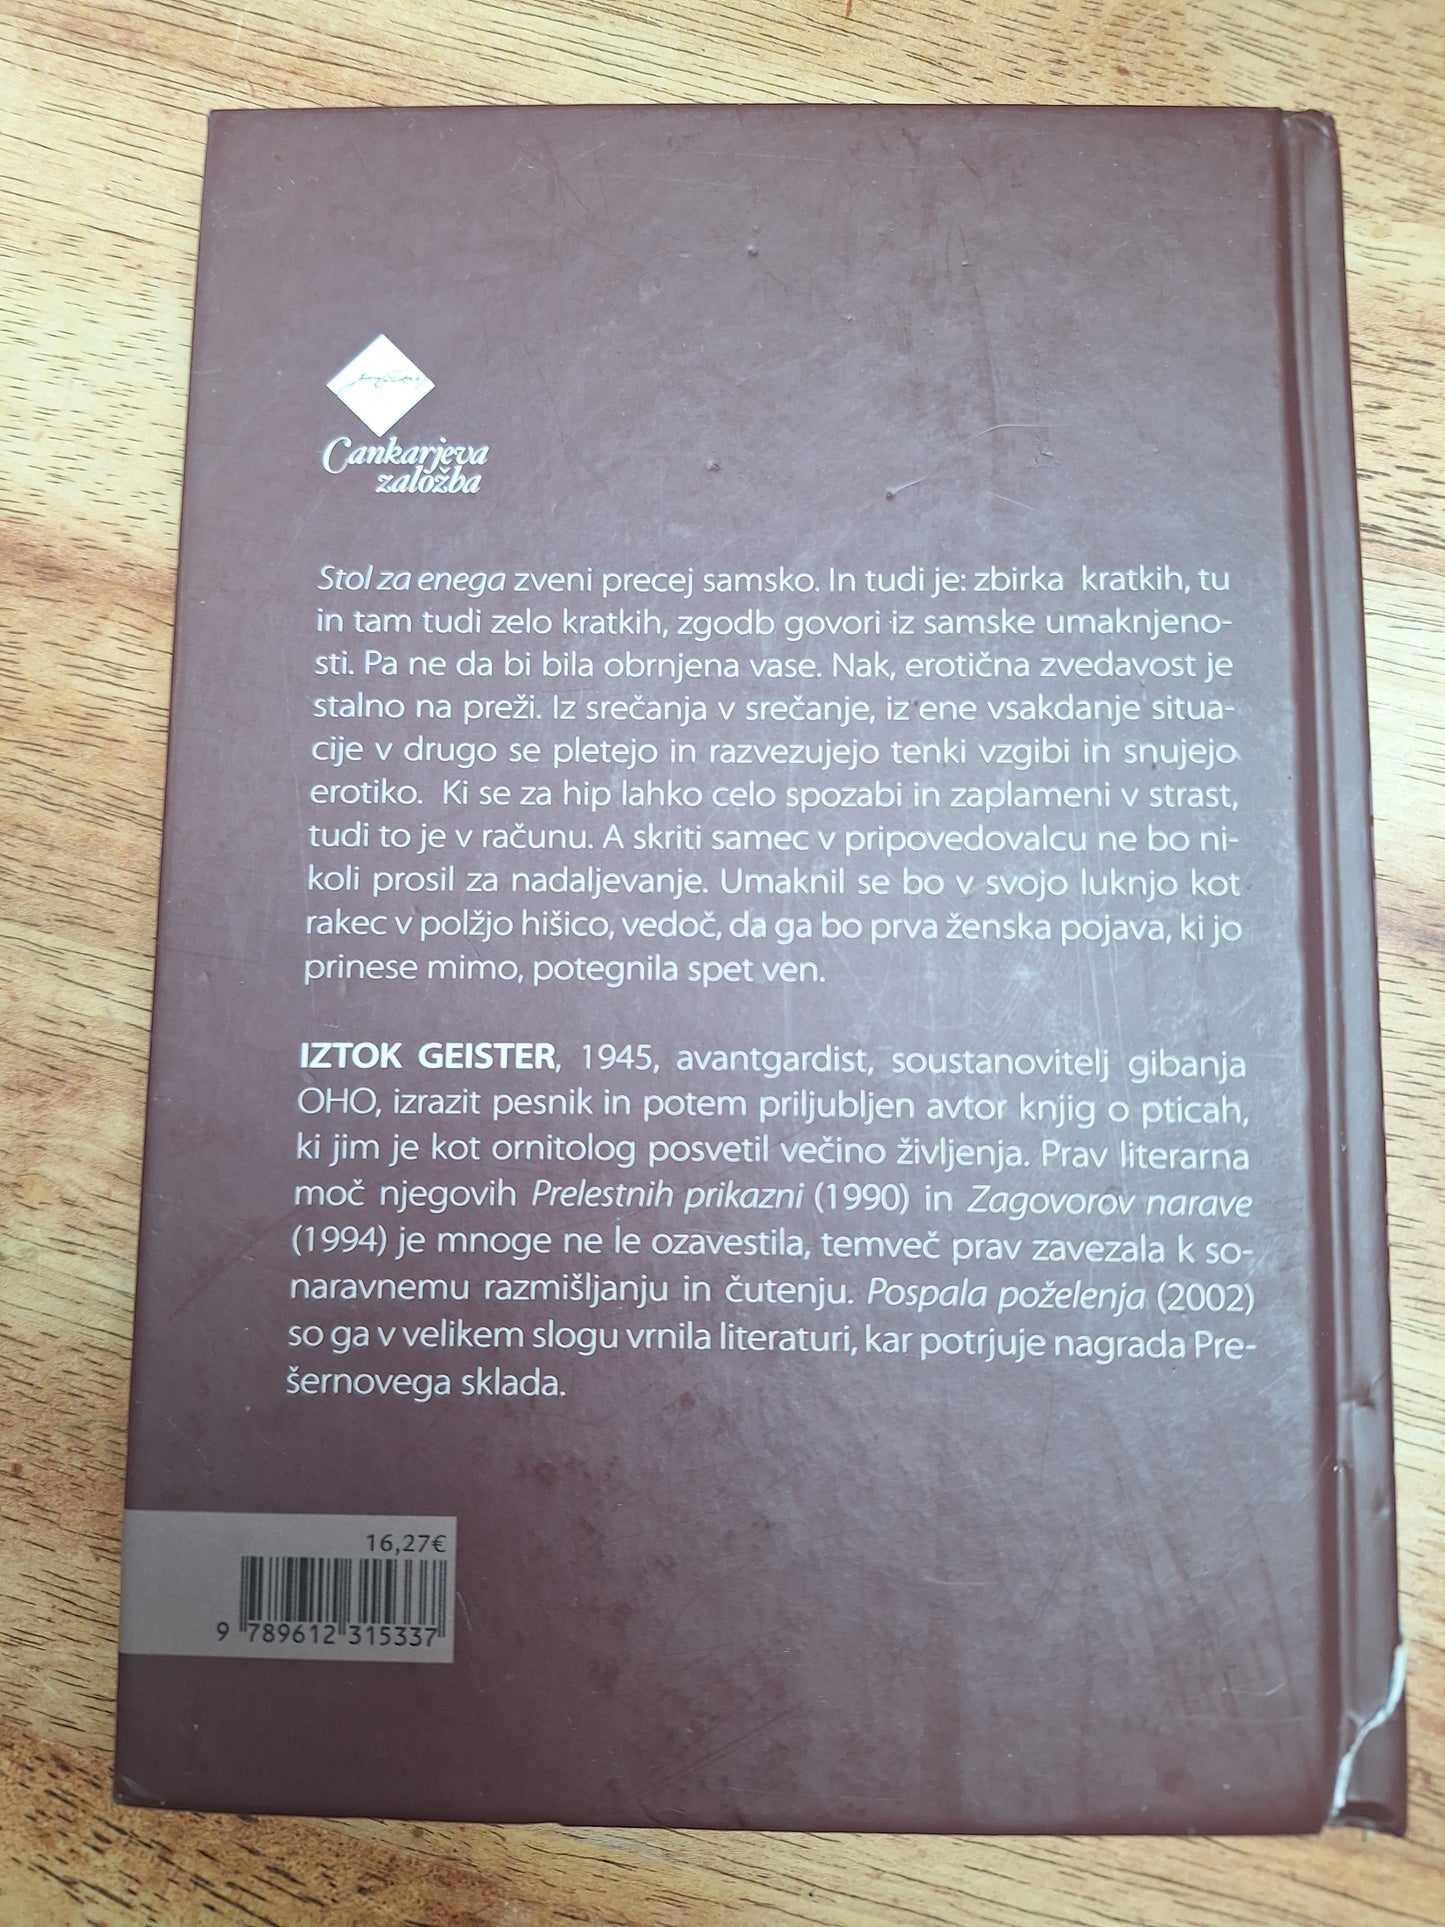 Cankarjeva
založba
Stol za enega zveni precej samsko. In tudi je: zbirka kratkih, tu
in tam tudi zelo kratkih, zgodb govori iz samske umaknjeno-
sti. Pa ne da bi bila obrnjena vase. Nak, erotična zvedavost je
stalno na preži. Iz srečanja v srečanje, iz ene vsakdanje situa-
cije v drugo se pletejo in razvezujejo tenki vzgibi in snujejo
erotiko. Ki se za hip lahko celo spozabi in zaplameni v strast,
tudi to je v računu. A skriti samec v pripovedovalcu ne bo ni-
koli prosil za nadaljevanje. Umaknil se bo v svojo luknjo kot
rakec v polžjo hišico, vedoč, da ga bo prva ženska pojava, ki jo
prinese mimo, potegnila spet ven.
IZTOK GEISTER, 1945, avantgardist, soustanovitelj gibanja
OHO, izrazit pesnik in potem priljubljen avtor knjig o pticah,
ki jim je kot ornitolog posvetil večino življenja. Prav literarna
moč njegovih Prelestnih prikazni (1990) in Zagovorov narave
(1994) je mnoge ne le ozavestila, temveč prav zavezala k so-
naravnemu razmišljanju in čutenju. Pospala poželenja (2002)
so ga v velikem slogu vrnila literaturi, kar potrjuje nagrada Pre-
šernovega sklada.
16,27€
9 789612 315337